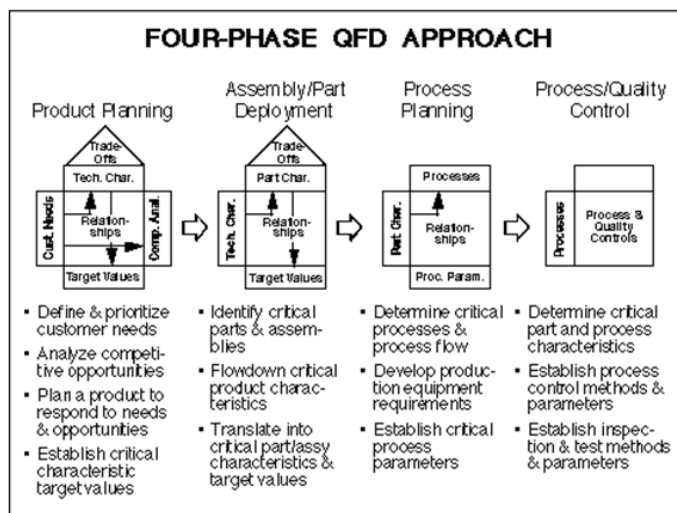 FOUR-PHASE QFD APPROACH
Product Planning
Assembly/Part
Deployment
Process
Planning
Process/Quality
Control
Trade-
Offs
Tech. Char.
Cust. Needs
Relation-
ships
Comp. Anal.
Target Values
Trade-
Offs
Part Char.
Tech. Char.
Relation-
ships
Target Values
Processes
Part Char.
Relation-
ships
Proc. Param.
Processes
Process &
Quality
Controls
▪ Define & prioritize
customer needs
▪ Analyze competi-
tive opportunities
▪ Plan a product to
respond to needs
& opportunities
▪ Establish critical
characteristic
target values
▪ Identify critical
parts & assem-
blies
▪ Flowdown critical
product charac-
teristics
▪ Translate into
critical part/assy
characteristics &
target values
▪ Determine critical
processes &
process flow
▪ Develop produc-
tion equipment
requirements
▪ Establish critical
process
parameters
▪ Determine critical
part and process
characteristics
▪ Establish process
control methods &
parameters
▪ Establish inspec-
tion & test methods
& parameters